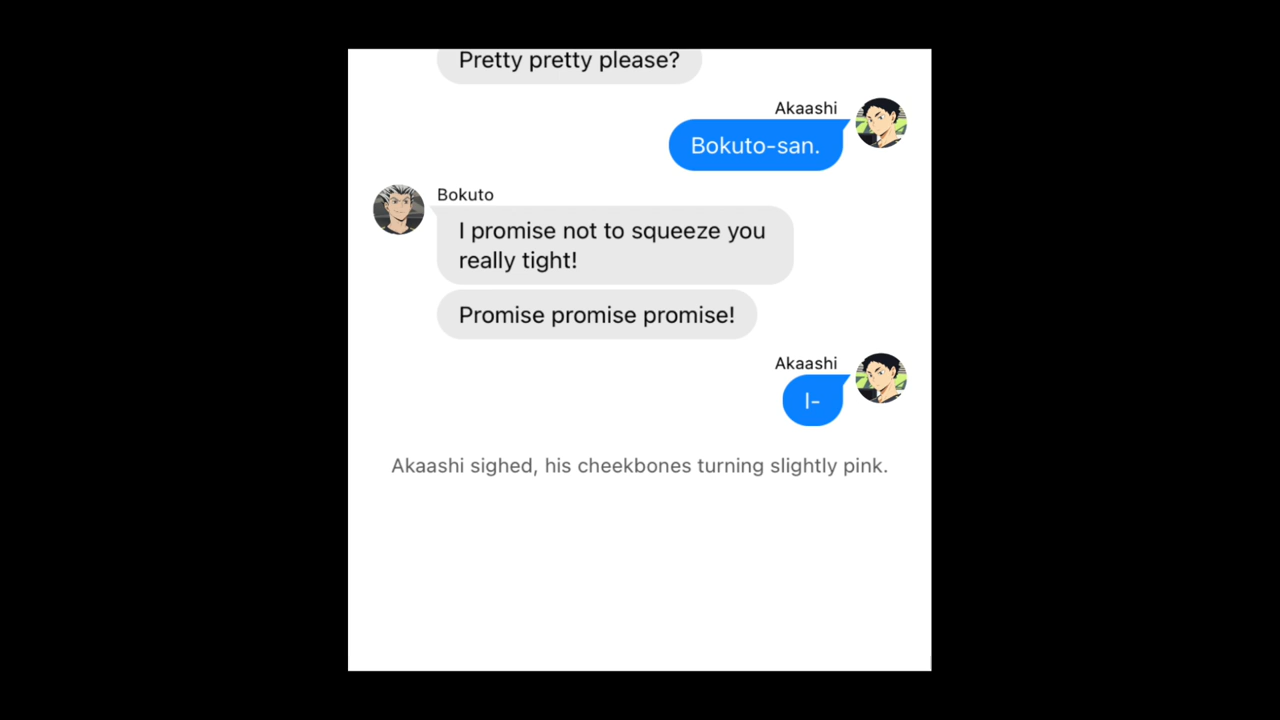 Pretty pretty please?
Akaashi
Bokuto-san.
Bokuto
I promise not to squeeze you
really tight!
Promise promise promise!
Akaashi
I-
Akaashi sighed, his cheekbones turning slightly pink.